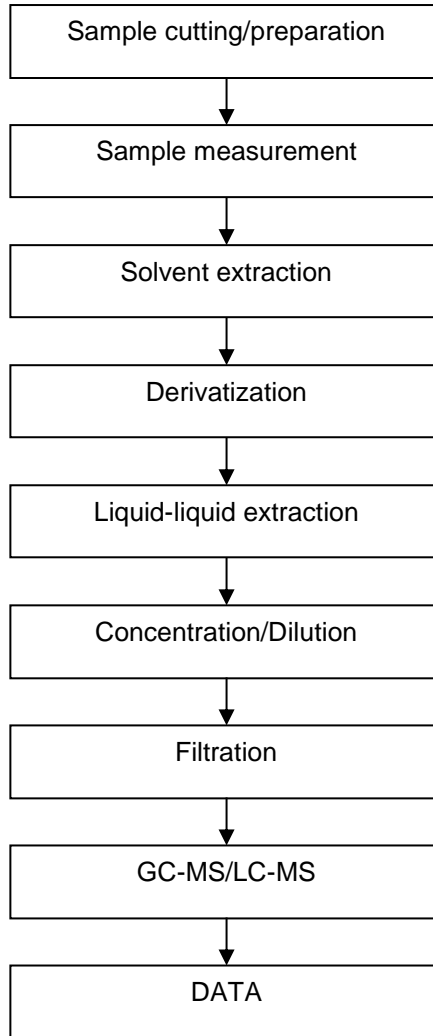 Sample cutting/preparation
Sample measurement
Solvent extraction
Derivatization
Liquid-liquid extraction
Concentration/Dilution
Filtration
GC-MS/LC-MS
DATA